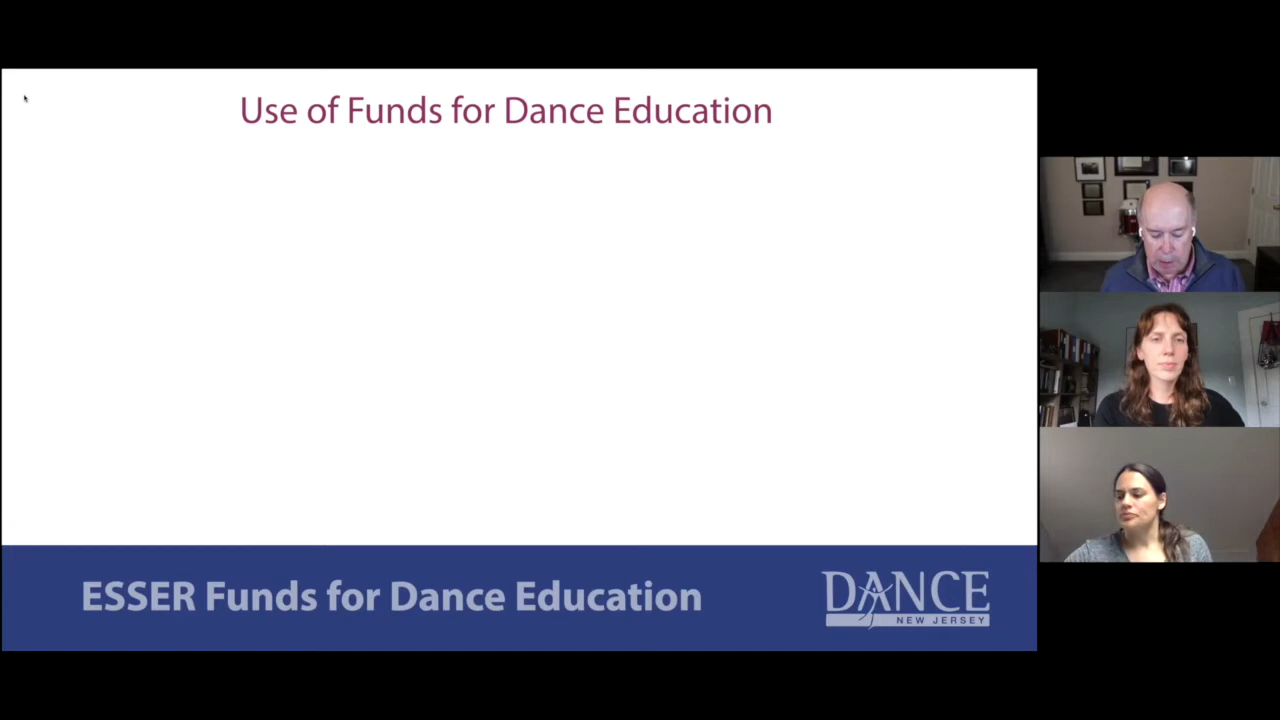 Use of Funds for Dance Education
ESSER Funds for Dance Education
DANCE
NEW JERSEY